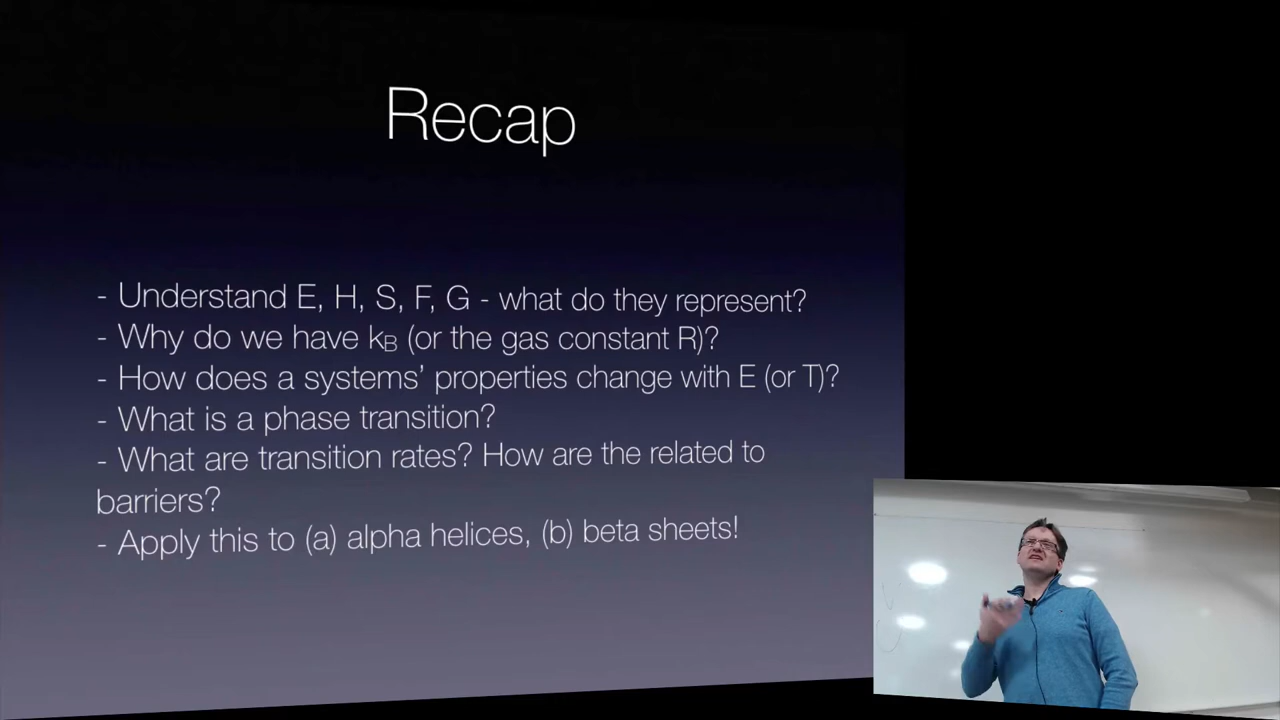 Recap
- Understand E, H, S, F, G - what do they represent?
- Why do we have kB (or the gas constant R)?
- How does a systems’ properties change with E (or T)?
- What is a phase transition?
- What are transition rates? How are the related to
barriers?
- Apply this to (a) alpha helices, (b) beta sheets!